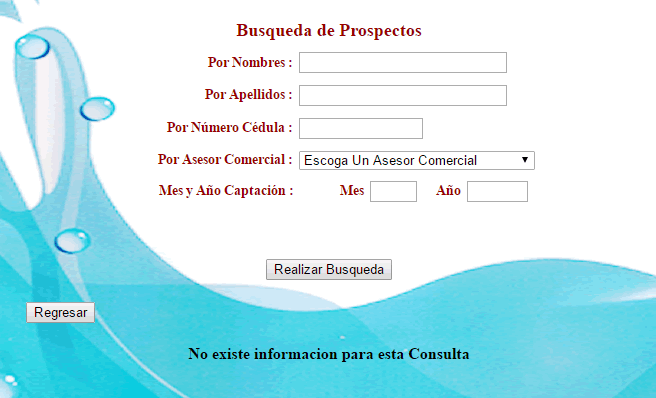 Busqueda de Prospectos
Por Nombres :
Por Apellidos :
Por Número Cédula :
Por Asesor Comercial : Escoga Un Asesor Comercial
Mes y Año Captación : Mes Año
Realizar Busqueda
Regresar
No existe informacion para esta Consulta